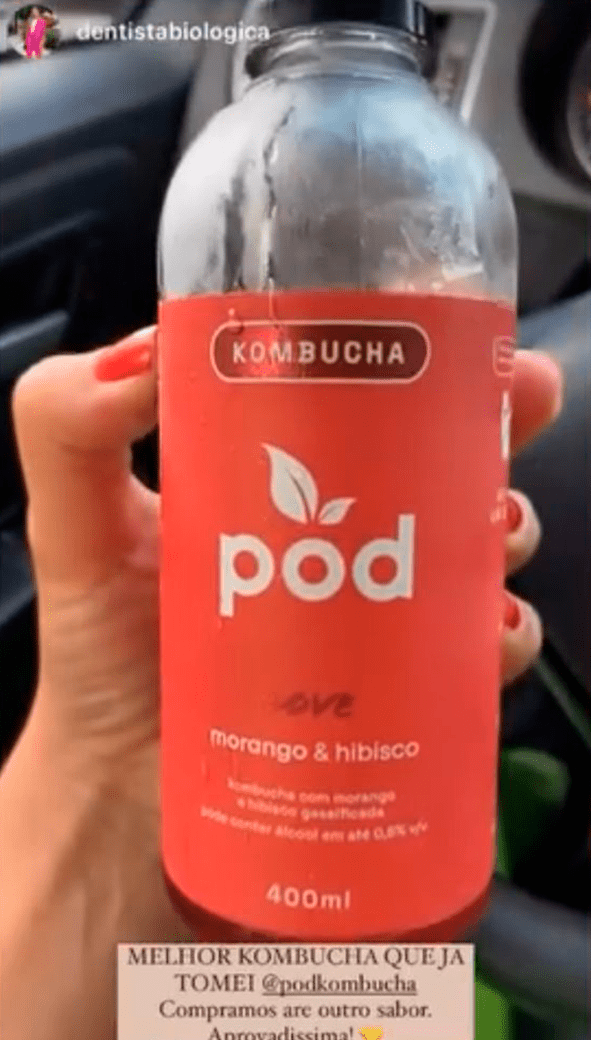 dentistabiologica
KOMBUCHA
pod
morango & hibisco
kombucha com morango
e hibisco gaseificada
pode conter álcool em até 0,5% v/v
400ml
MELHOR KOMBUCHA QUE JA
TOMEI @podkombucha
Compramos are outro sabor.
Aprovadissima!